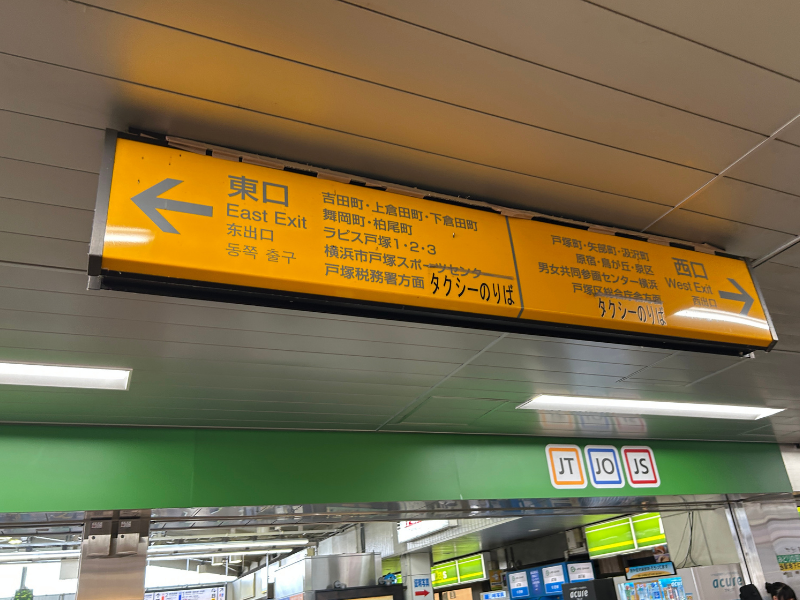 東口
East Exit
东出口
동쪽 출구
吉田町・上倉田町・下倉田町
舞岡町・柏尾町
ラピス戸塚1・2・3
横浜市戸塚スポーツセンター
戸塚税務署方面
タクシーのりば
戸塚町・矢部町・汲沢町
原宿・鳥が丘・深谷
男女共同参画センター横浜
戸塚区総合庁舎方面
タクシーのりば
西口
West Exit
西出口
JT
JO
JS
acure
acure